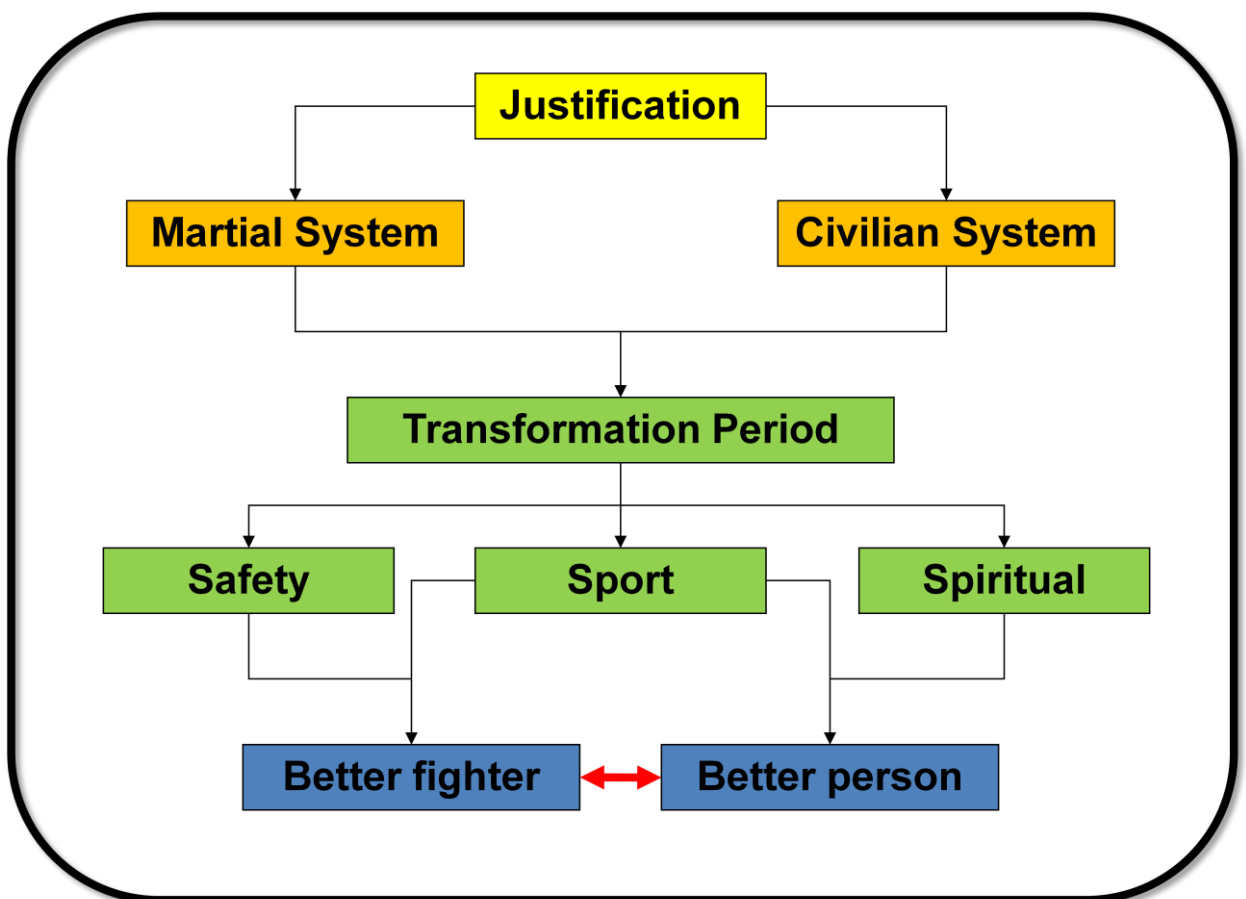 Justification
Martial System
Civilian System
Transformation Period
Safety
Sport
Spiritual
Better fighter
Better person